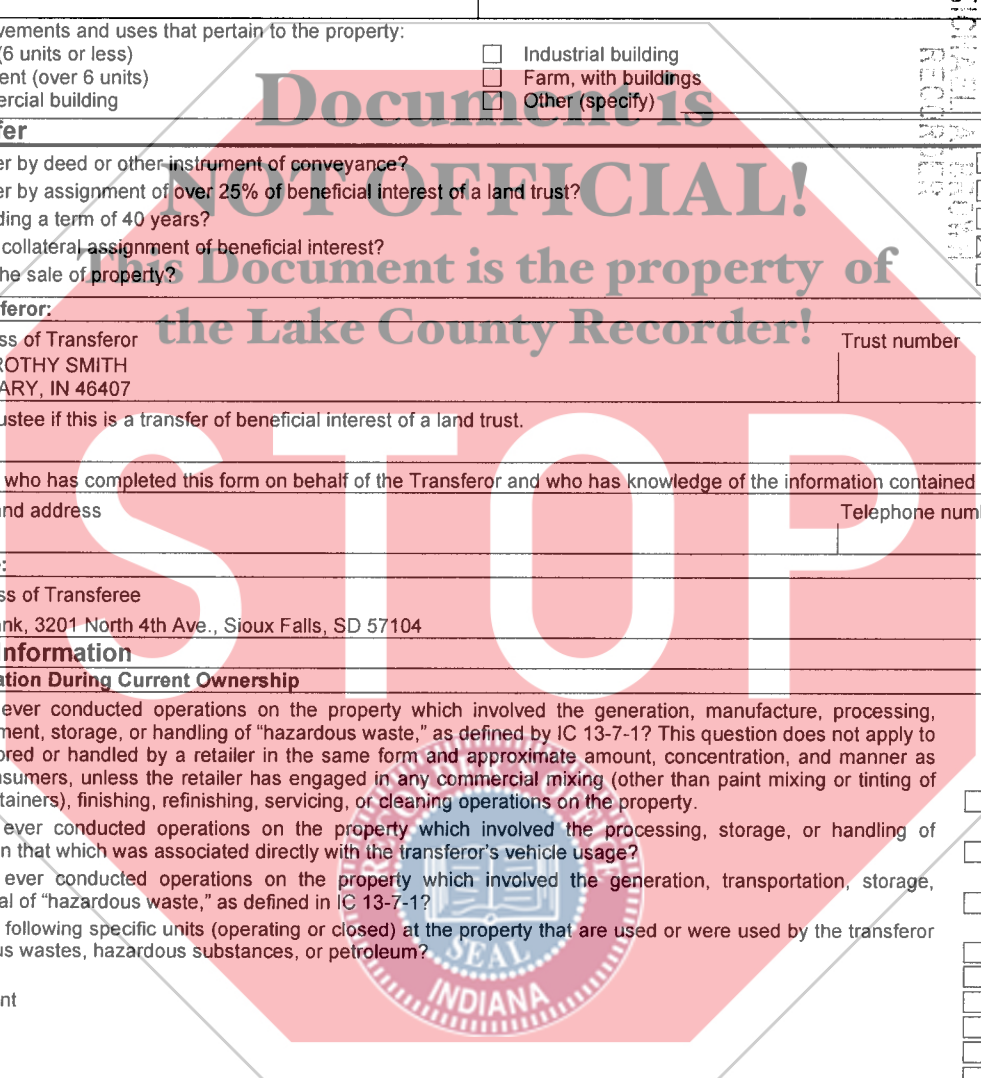 vements and uses that pertain to the property:
(6 units or less)
Industrial building
ent (over 6 units)
Farm, with buildings
ercial building
Other (specify)
Document is
fer
er by deed or other instrument of conveyance?
er by assignment of over 25% of beneficial interest of a land trust?
NOT OFFICIAL!
ding a term of 40 years?
collateral assignment of beneficial interest?
he sale of property?
This Document is the property of
feror:
the Lake County Recorder!
ss of Transferor
Trust number
ROTHY SMITH
ARY, IN 46407
ustee if this is a transfer of beneficial interest of a land trust.
STOP
who has completed this form on behalf of the Transferor and who has knowledge of the information contained
nd address
Telephone num
:
ss of Transferee
nk, 3201 North 4th Ave., Sioux Falls, SD 57104
nformation
ation During Current Ownership
ever conducted operations on the property which involved the generation, manufacture, processing,
ment, storage, or handling of “hazardous waste,” as defined by IC 13-7-1? This question does not apply to
ored or handled by a retailer in the same form and approximate amount, concentration, and manner as
nsumers, unless the retailer has engaged in any commercial mixing (other than paint mixing or tinting of
tainers), finishing, refinishing, servicing, or cleaning operations on the property.
ever conducted operations on the property which involved the processing, storage, or handling of
n that which was associated directly with the transferor's vehicle usage?
ever conducted operations on the property which involved the generation, transportation, storage,
al of “hazardous waste,” as defined in IC 13-7-1?
following specific units (operating or closed) at the property that are used or were used by the transferor
us wastes, hazardous substances, or petroleum?
nt
RECORDER'S OFFICE
SEAL
INDIANA
RECORDER